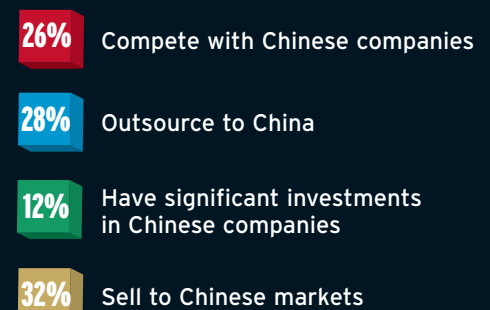 26% Compete with Chinese companies
28% Outsource to China
12% Have significant investments
in Chinese companies
32% Sell to Chinese markets